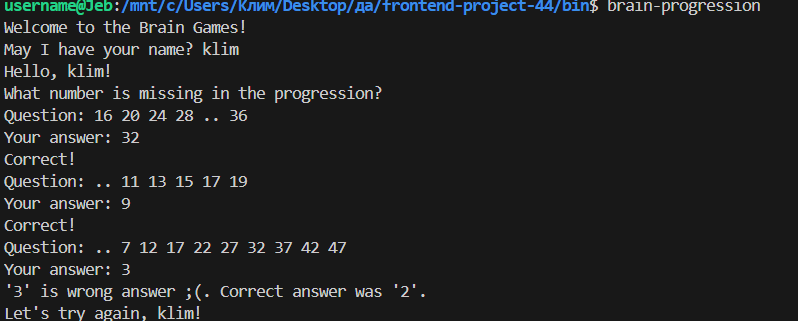 username@Jeb:/mnt/c/Users/Клим/Desktop/да/frontend-project-44/bin$ brain-progression
Welcome to the Brain Games!
May I have your name? klim
Hello, klim!
What number is missing in the progression?
Question: 16 20 24 28 .. 36
Your answer: 32
Correct!
Question: .. 11 13 15 17 19
Your answer: 9
Correct!
Question: .. 7 12 17 22 27 32 37 42 47
Your answer: 3
'3' is wrong answer ;(. Correct answer was '2'.
Let's try again, klim!